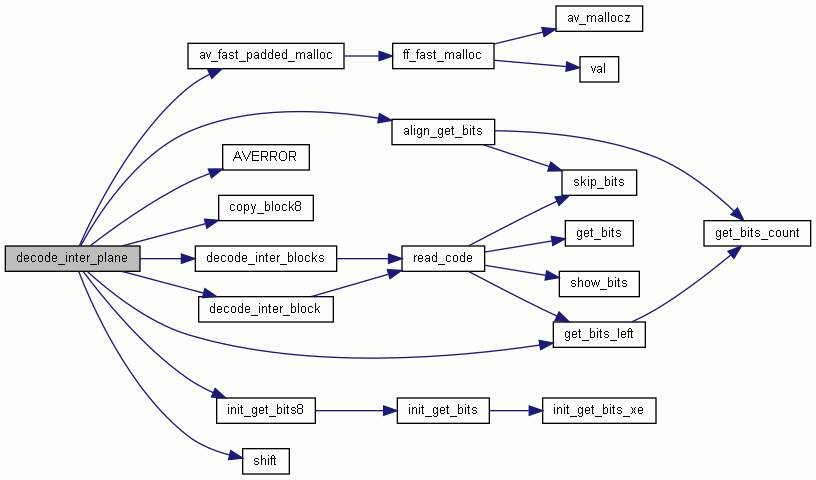 decode_inter_plane
av_fast_padded_malloc
ff_fast_malloc
av_mallocz
val
align_get_bits
AVERROR
skip_bits
copy_block8
get_bits
get_bits_count
decode_inter_blocks
read_code
show_bits
decode_inter_block
get_bits_left
init_get_bits8
init_get_bits
init_get_bits_xe
shift